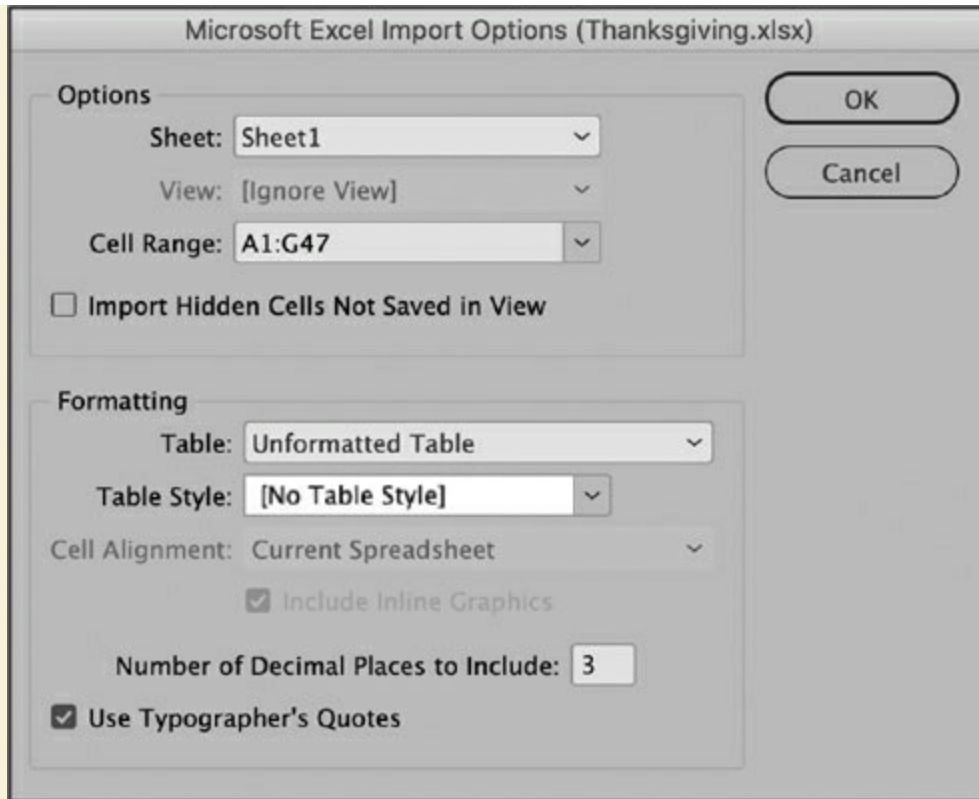 Microsoft Excel Import Options (Thanksgiving.xlsx)
Options
Sheet: Sheet1
View: [Ignore View]
Cell Range: A1:G47
Import Hidden Cells Not Saved in View
OK
Cancel
Formatting
Table: Unformatted Table
Table Style: [No Table Style]
Cell Alignment: Current Spreadsheet
Include Inline Graphics
Number of Decimal Places to Include: 3
Use Typographer's Quotes